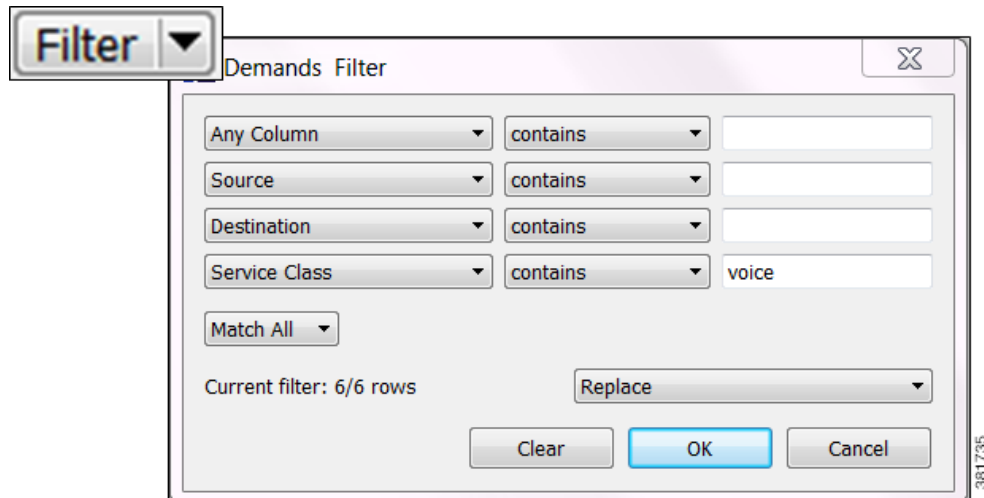 Filter
Demands Filter
Any Column contains
Source contains
Destination contains
Service Class contains voice
Match All
Current filter: 6/6 rows Replace
Clear OK Cancel
381735